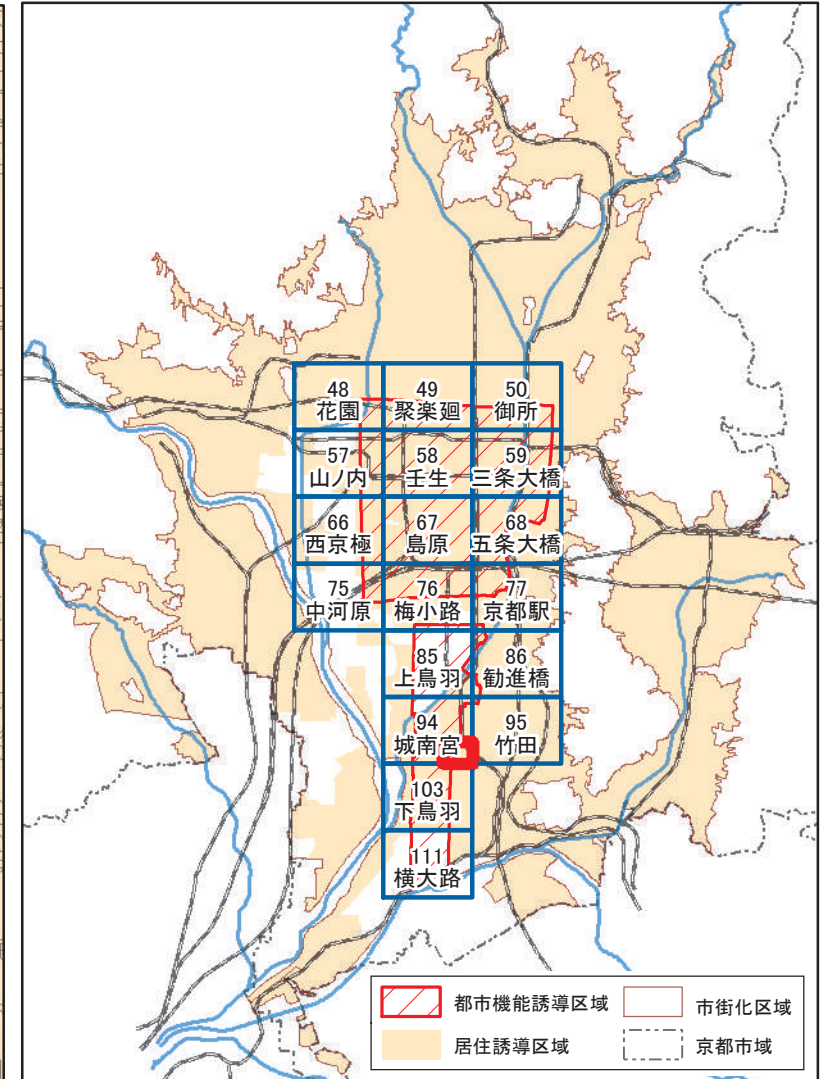 48
花園
49
聚楽廻
50
御所
57
山ノ内
58
壬生
59
三条大橋
66
西京極
67
島原
68
五条大橋
75
中河原
76
梅小路
77
京都駅
85
上鳥羽
86
勧進橋
94
城南宮
95
竹田
103
下鳥羽
111
横大路
都市機能誘導区域
市街化区域
居住誘導区域
京都市域